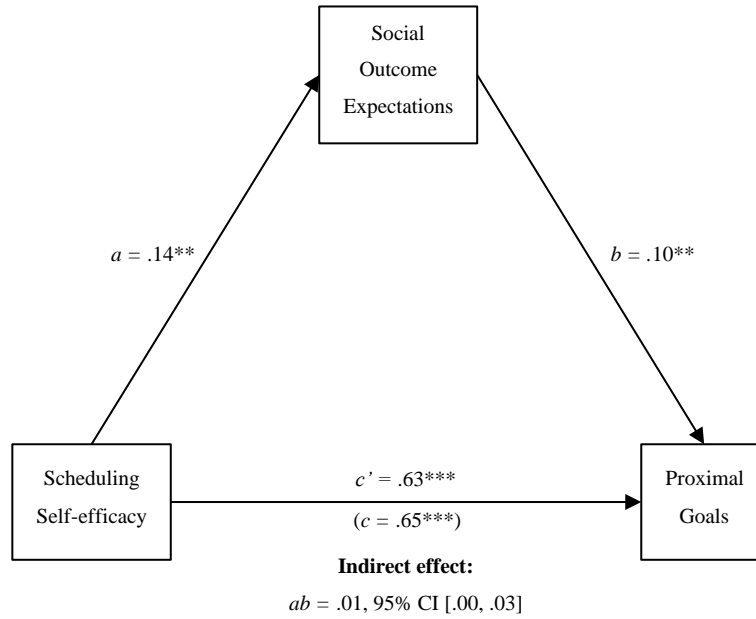 Social
Outcome
Expectations
a = .14**
b = .10**
Scheduling
Self-efficacy
c’ = .63***
(c = .65***)
Proximal
Goals
Indirect effect:
ab = .01, 95% CI [.00, .03]